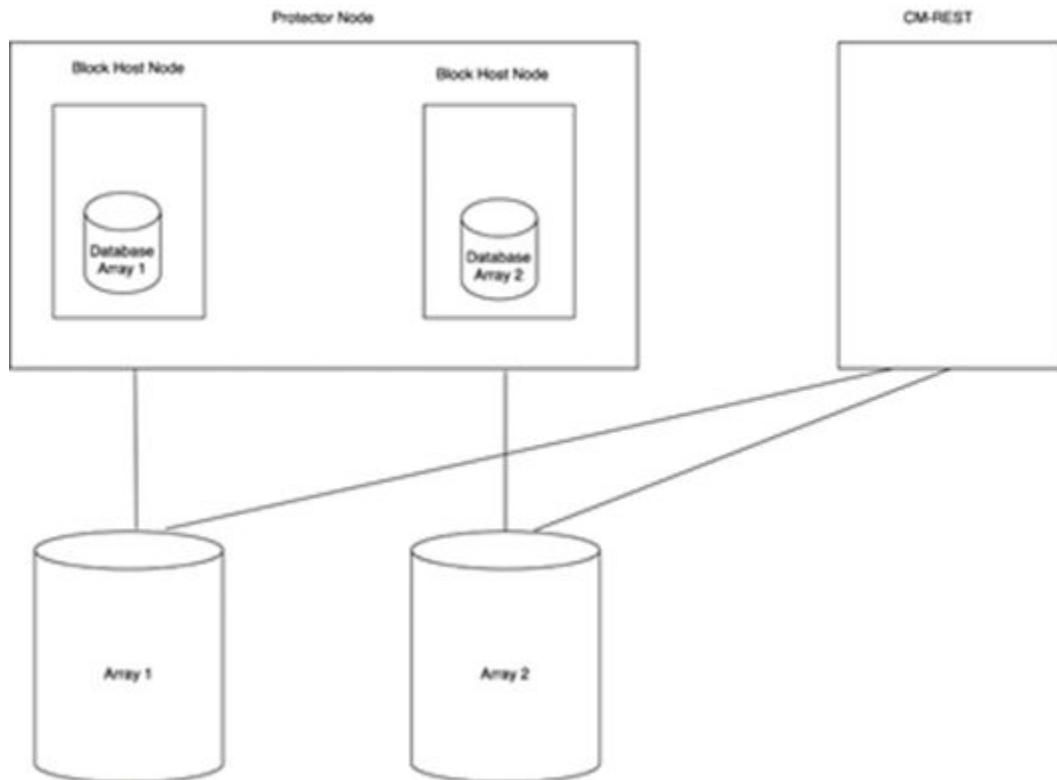 Protector Node
CM-REST
Block Host Node
Block Host Node
Database
Array 1
Database
Array 2
Array 1
Array 2